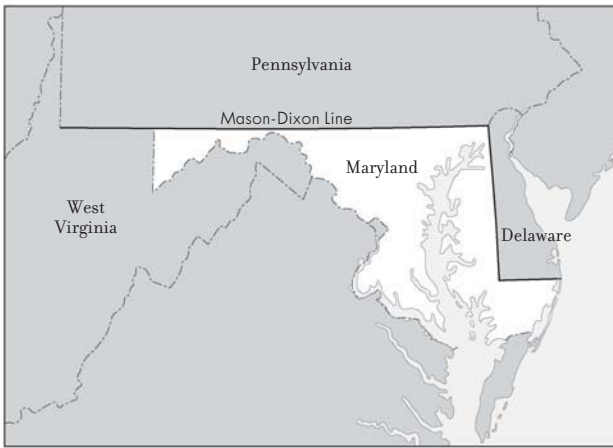 Pennsylvania
Mason-Dixon Line
Maryland
West
Virginia
Delaware